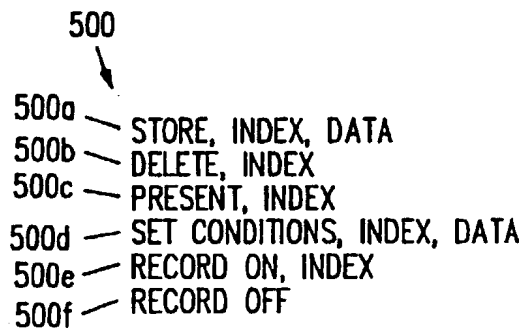 500
500a STORE, INDEX, DATA
500b DELETE, INDEX
500c PRESENT, INDEX
500d SET CONDITIONS, INDEX, DATA
500e RECORD ON, INDEX
500f RECORD OFF